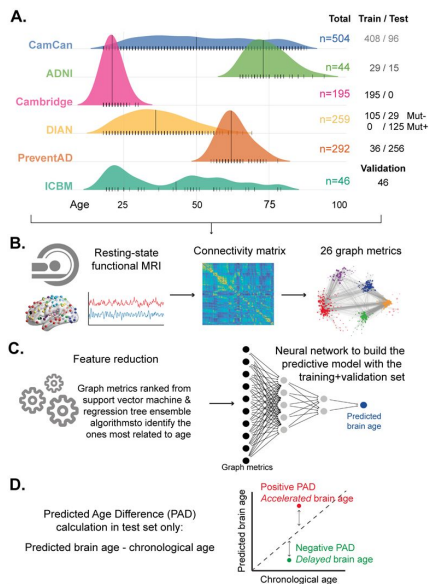 A.
Total Train / Test
CamCan n=504 408 / 96
ADNI n=44 29 / 15
Cambridge n=195 195 / 0
DIAN n=259 105 / 29 Mut-
0 / 125 Mut+
PreventAD n=292 36 / 256
Validation
ICBM n=46 46
Age 25 50 75 100
B.
Resting-state
functional MRI
Connectivity matrix
26 graph metrics
C.
Feature reduction
Graph metrics ranked from
support vector machine &
regression tree ensemble
algorithmsto identify the
ones most related to age
Neural network to build the
predictive model with the
training+validation set
Predicted
brain age
Graph metrics
D.
Predicted Age Difference (PAD)
calculation in test set only:
Predicted brain age - chronological age
Predicted brain age
Positive PAD
Accelerated brain age
Negative PAD
Delayed brain age
Chronological age